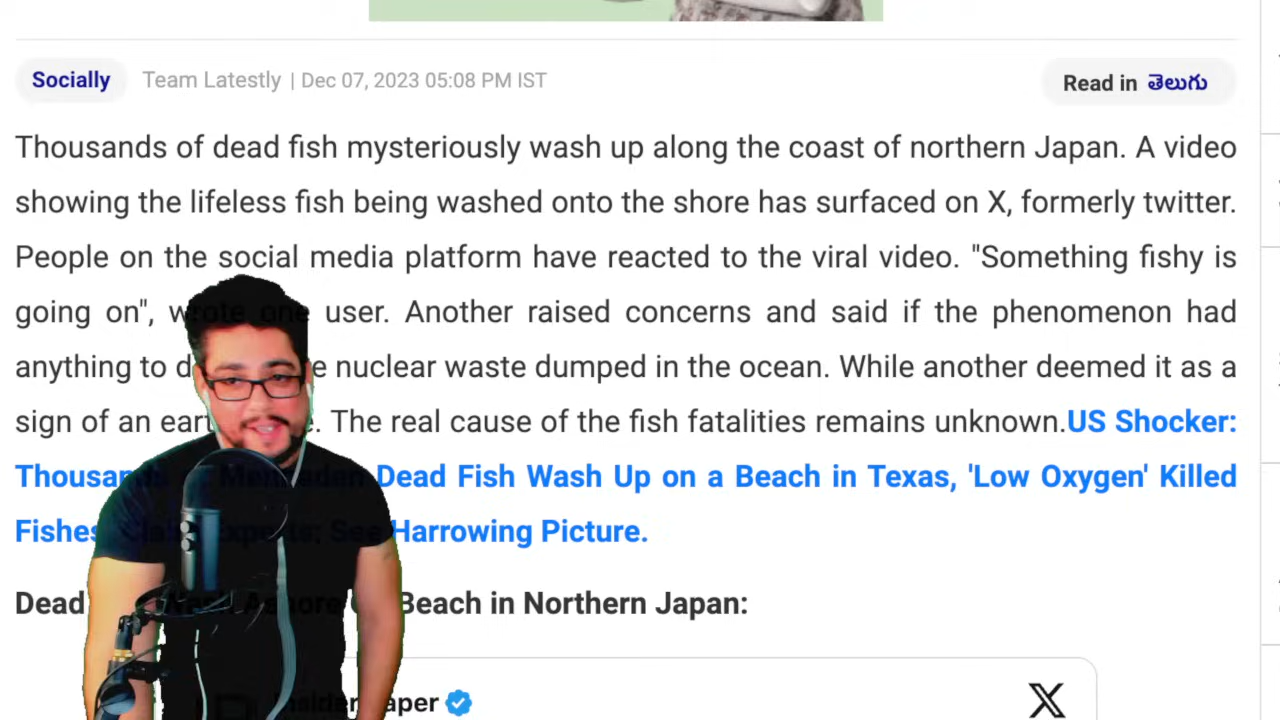 Socially Team Latestly | Dec 07, 2023 05:08 PM IST Read in తెలుగు
Thousands of dead fish mysteriously wash up along the coast of northern Japan. A video
showing the lifeless fish being washed onto the shore has surfaced on X, formerly twitter.
People on the social media platform have reacted to the viral video. "Something fishy is
going on", wrote one user. Another raised concerns and said if the phenomenon had
anything to nuclear waste dumped in the ocean. While another deemed it as a
sign of an The real cause of the fish fatalities remains unknown.US Shocker:
Dead Fish Wash Up on a Beach in Texas, 'Low Oxygen' Killed
See Harrowing Picture.
Dead Beach in Northern Japan:
X